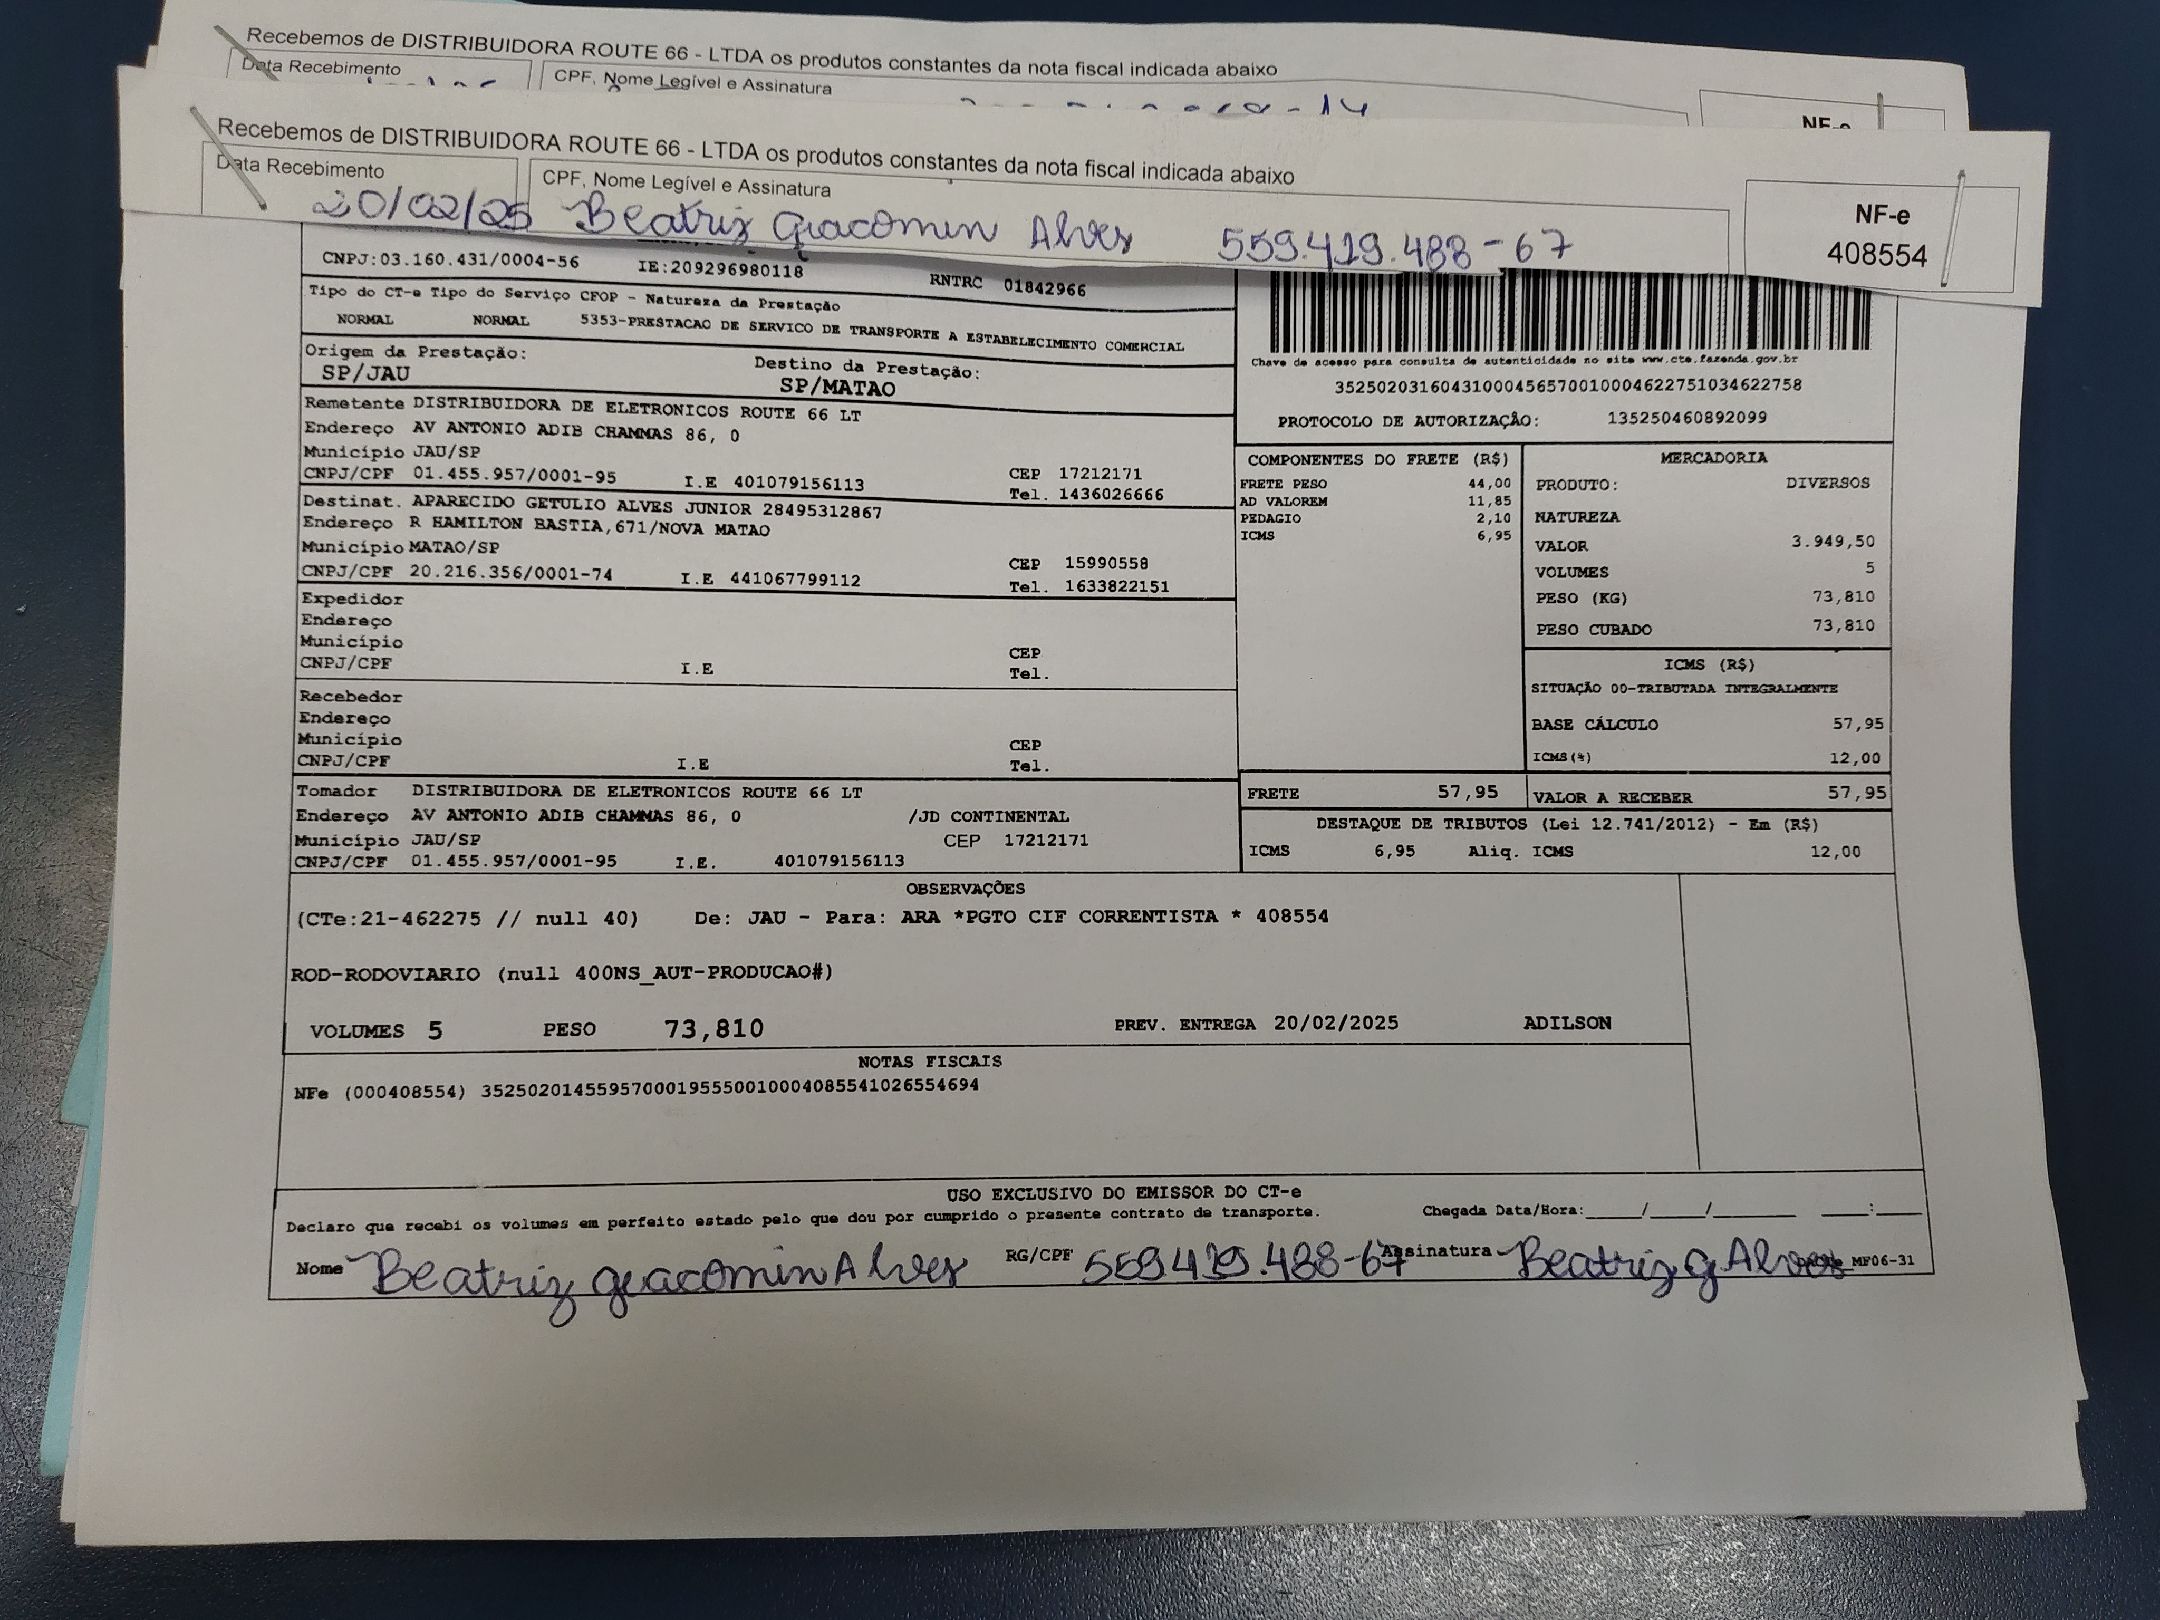 Recebemos de DISTRIBUIDORA ROUTE 66 - LTDA os produtos constantes da nota fiscal indicada abaixo
Data Recebimento CPF, Nome Legível e Assinatura
NF-e
Recebemos de DISTRIBUIDORA ROUTE 66 - LTDA os produtos constantes da nota fiscal indicada abaixo
Data Recebimento CPF, Nome Legível e Assinatura
20/02/25 Beatriz Giacomin Alves 559.419.488-67
NF-e
408554
CNPJ:03.160.431/0004-56 IE:209296980118 RNTRC 01842966
Tipo do CT-e Tipo do Serviço CFOP - Natureza da Prestação
NORMAL NORMAL 5353-PRESTACAO DE SERVICO DE TRANSPORTE A ESTABELECIMENTO COMERCIAL
Origem da Prestação: Destino da Prestação:
SP/JAU SP/MATAO
Remetente DISTRIBUIDORA DE ELETRONICOS ROUTE 66 LT
Endereço AV ANTONIO ADIB CHAMMAS 86, 0
Município JAU/SP
CNPJ/CPF 01.455.957/0001-95 I.E 401079156113
CEP 17212171
Tel. 1436026666
Destinat. APARECIDO GETULIO ALVES JUNIOR 28495312867
Endereço R HAMILTON BASTIA,671/NOVA MATAO
Município MATAO/SP
CNPJ/CPF 20.216.356/0001-74 I.E 441067799112
CEP 15990558
Tel. 1633822151
Expedidor
Endereço
Município
CNPJ/CPF I.E
CEP
Tel.
Recebedor
Endereço
Município
CNPJ/CPF I.E
CEP
Tel.
Tomador DISTRIBUIDORA DE ELETRONICOS ROUTE 66 LT
Endereço AV ANTONIO ADIB CHAMMAS 86, 0 /JD CONTINENTAL
Município JAU/SP CEP 17212171
CNPJ/CPF 01.455.957/0001-95 I.E. 401079156113
Chave de acesso para consulta de autenticidade no site www.cte.fazenda.gov.br
35250203160431000456570010004622751034622758
PROTOCOLO DE AUTORIZAÇÃO: 135250460892099
COMPONENTES DO FRETE (R$)
FRETE PESO 44,00
AD VALOREM 11,85
PEDAGIO 2,10
ICMS 6,95
MERCADORIA
PRODUTO: DIVERSOS
NATUREZA
VALOR 3.949,50
VOLUMES 5
PESO (KG) 73,810
PESO CUBADO 73,810
ICMS (R$)
SITUAÇÃO 00-TRIBUTADA INTEGRALMENTE
BASE CÁLCULO 57,95
ICMS(%) 12,00
FRETE 57,95 VALOR A RECEBER 57,95
DESTAQUE DE TRIBUTOS (Lei 12.741/2012) - Em (R$)
ICMS 6,95 Aliq. ICMS 12,00
OBSERVAÇÕES
(CTe:21-462275 // null 40) De: JAU - Para: ARA *PGTO CIF CORRENTISTA * 408554
ROD-RODOVIARIO (null 400NS_AUT-PRODUCAO#)
VOLUMES 5 PESO 73,810 PREV. ENTREGA 20/02/2025 ADILSON
NOTAS FISCAIS
NFe (000408554) 35250201455957000195550010004085541026554694
USO EXCLUSIVO DO EMISSOR DO CT-e
Declaro que recebi os volumes em perfeito estado pelo que dou por cumprido o presente contrato de transporte. Chegada Data/Hora:____/____/______ ___:___
Nome Beatriz Giacomin Alves RG/CPF 559419.488-67 Assinatura Beatriz G Alves MF06-31